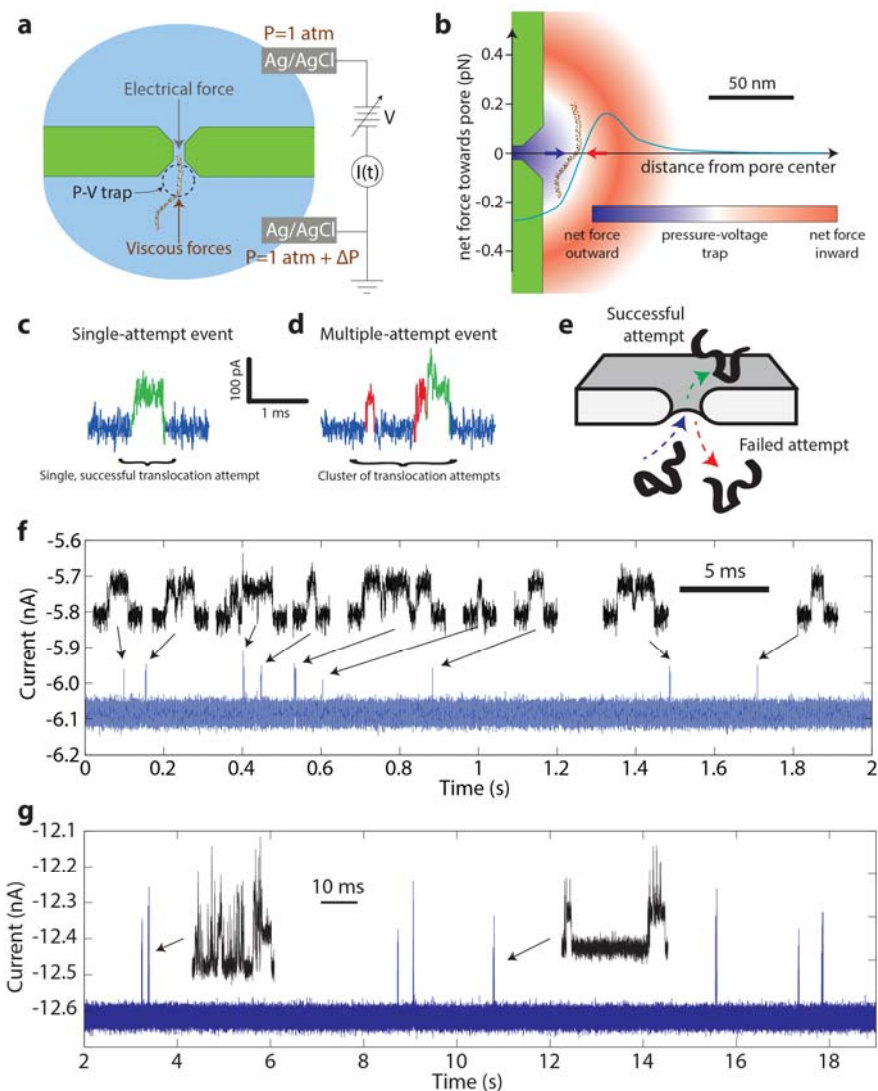 a
P=1 atm
Ag/AgCl
Electrical force
V
P-V trap
I(t)
Ag/AgCl
Viscous forces
P=1 atm + ΔP
b
net force towards pore (pN)
0.4
0.2
0
-0.2
-0.4
50 nm
distance from pore center
net force outward
pressure-voltage trap
net force inward
c
Single-attempt event
100 pA
1 ms
Single, successful translocation attempt
d
Multiple-attempt event
Cluster of translocation attempts
e
Successful
attempt
Failed attempt
f
Current (nA)
-5.6
-5.7
-5.8
-5.9
-6.0
-6.1
-6.2
5 ms
0 0.2 0.4 0.6 0.8 1 1.2 1.4 1.6 1.8 2
Time (s)
g
Current (nA)
-12.1
-12.2
-12.3
-12.4
-12.5
-12.6
10 ms
2 4 6 8 10 12 14 16 18
Time (s)